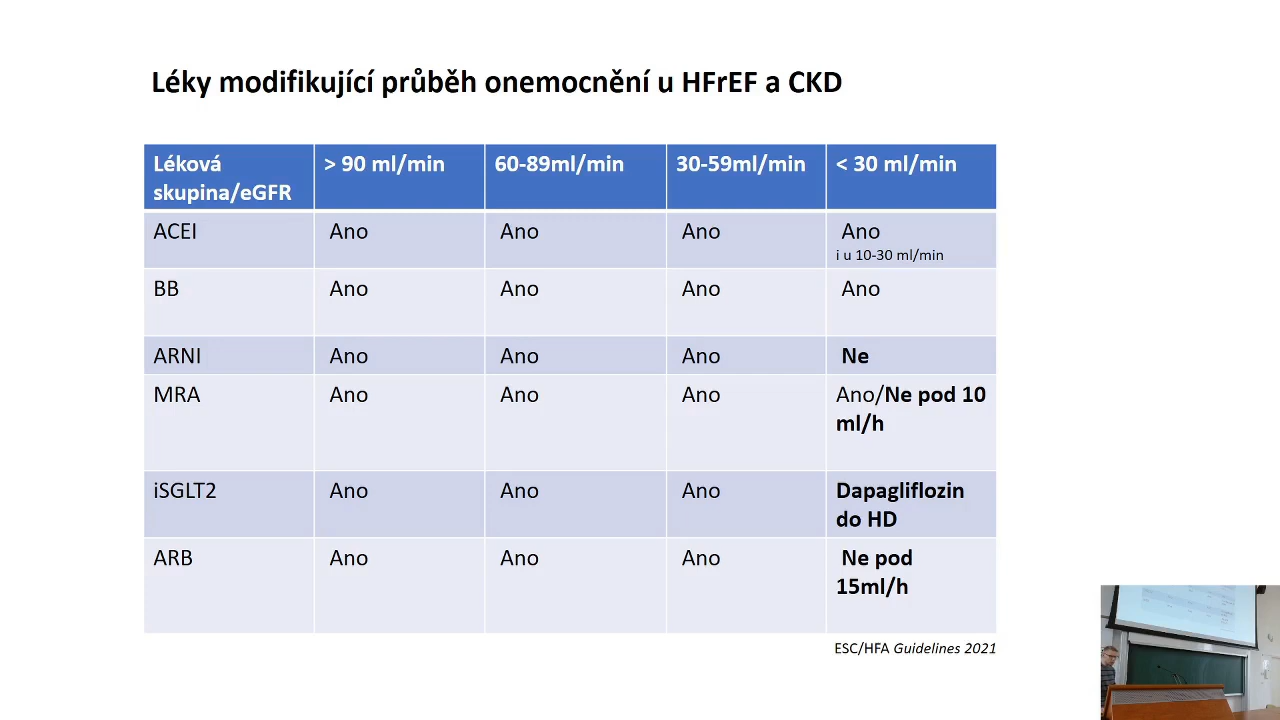 Léky modifikující průběh onemocnění u HFrEF a CKD
Léková skupina/eGFR > 90 ml/min 60-89ml/min 30-59ml/min < 30 ml/min
ACEI Ano Ano Ano Ano
i u 10-30 ml/min
BB Ano Ano Ano Ano
ARNI Ano Ano Ano Ne
MRA Ano Ano Ano Ano/Ne pod 10
ml/h
iSGLT2 Ano Ano Ano Dapagliflozin
do HD
ARB Ano Ano Ano Ne pod
15ml/h
ESC/HFA Guidelines 2021